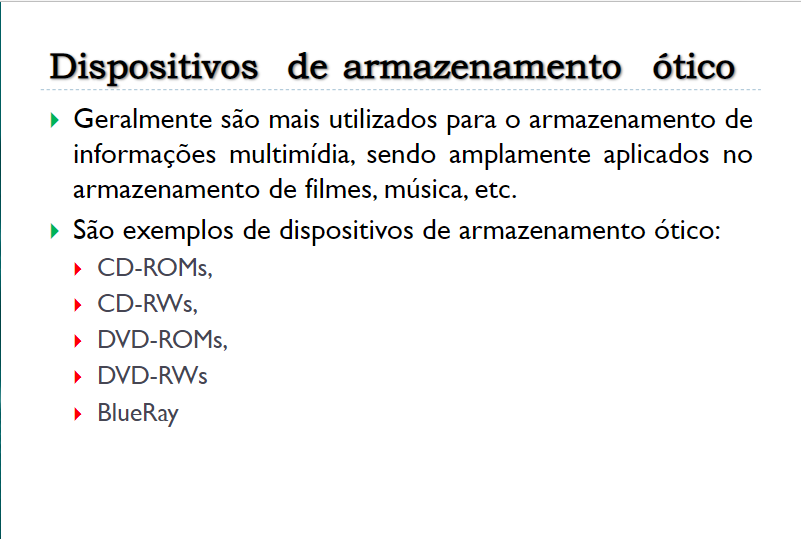 Dispositivos de armazenamento ótico
Geralmente são mais utilizados para o armazenamento de
informações multimídia, sendo amplamente aplicados no
armazenamento de filmes, música, etc.
São exemplos de dispositivos de armazenamento ótico:
CD-ROMs,
CD-RWs,
DVD-ROMs,
DVD-RWs
BlueRay